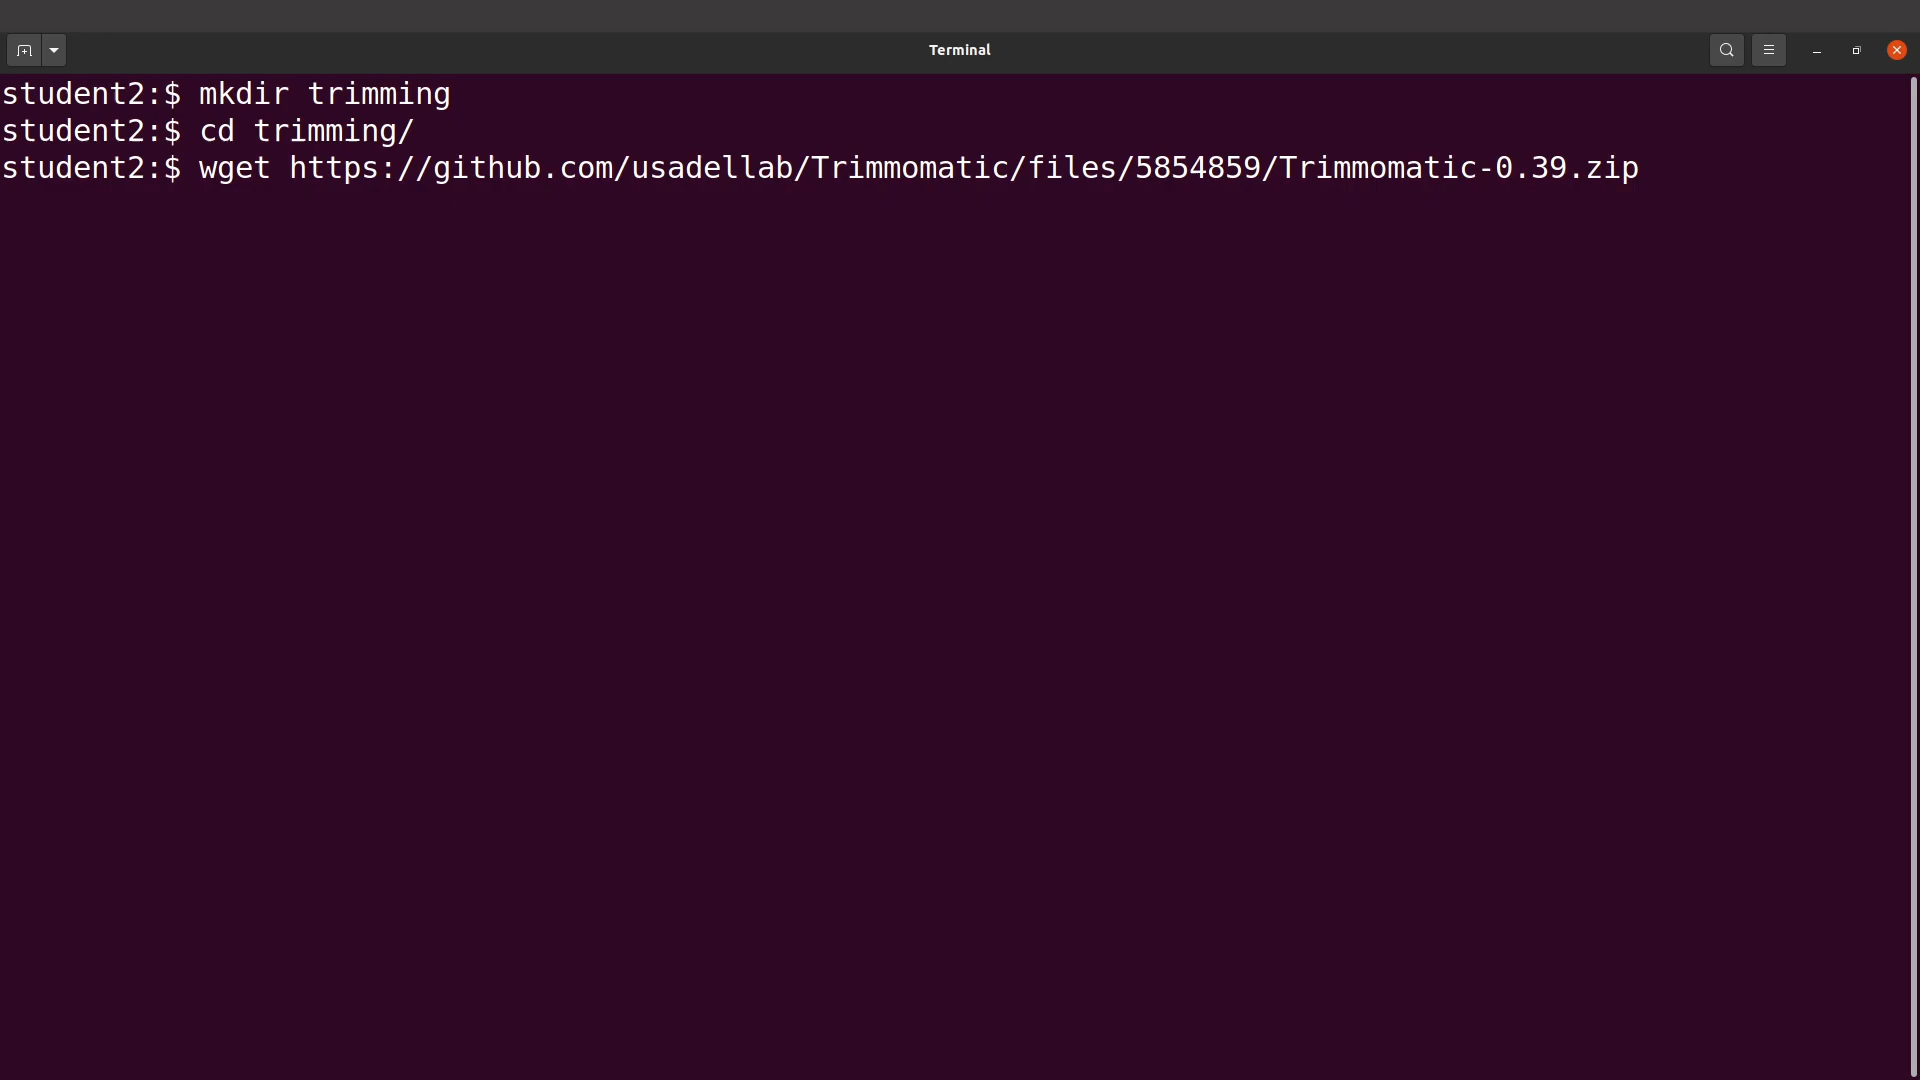 Terminal
student2:$ mkdir trimming
student2:$ cd trimming/
student2:$ wget https://github.com/usadellab/Trimmomatic/files/5854859/Trimmomatic-0.39.zip